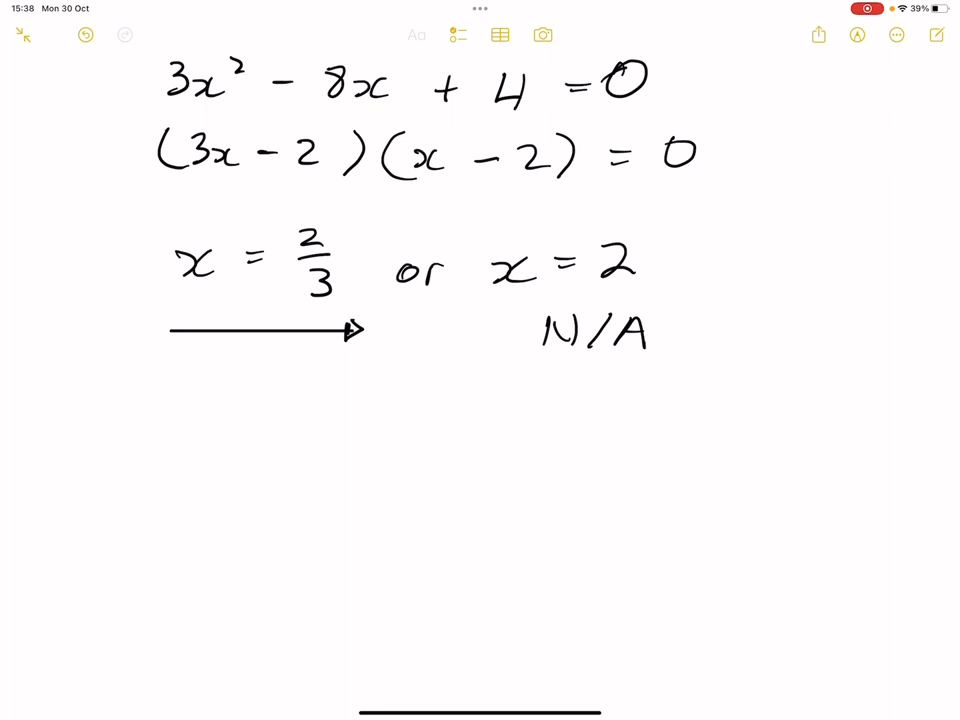 15:38 Mon 30 Oct 39%
Aa
3x² - 8x + 4 = 0
(3x - 2)(x - 2) = 0
x = 2/3 or x = 2
N/A